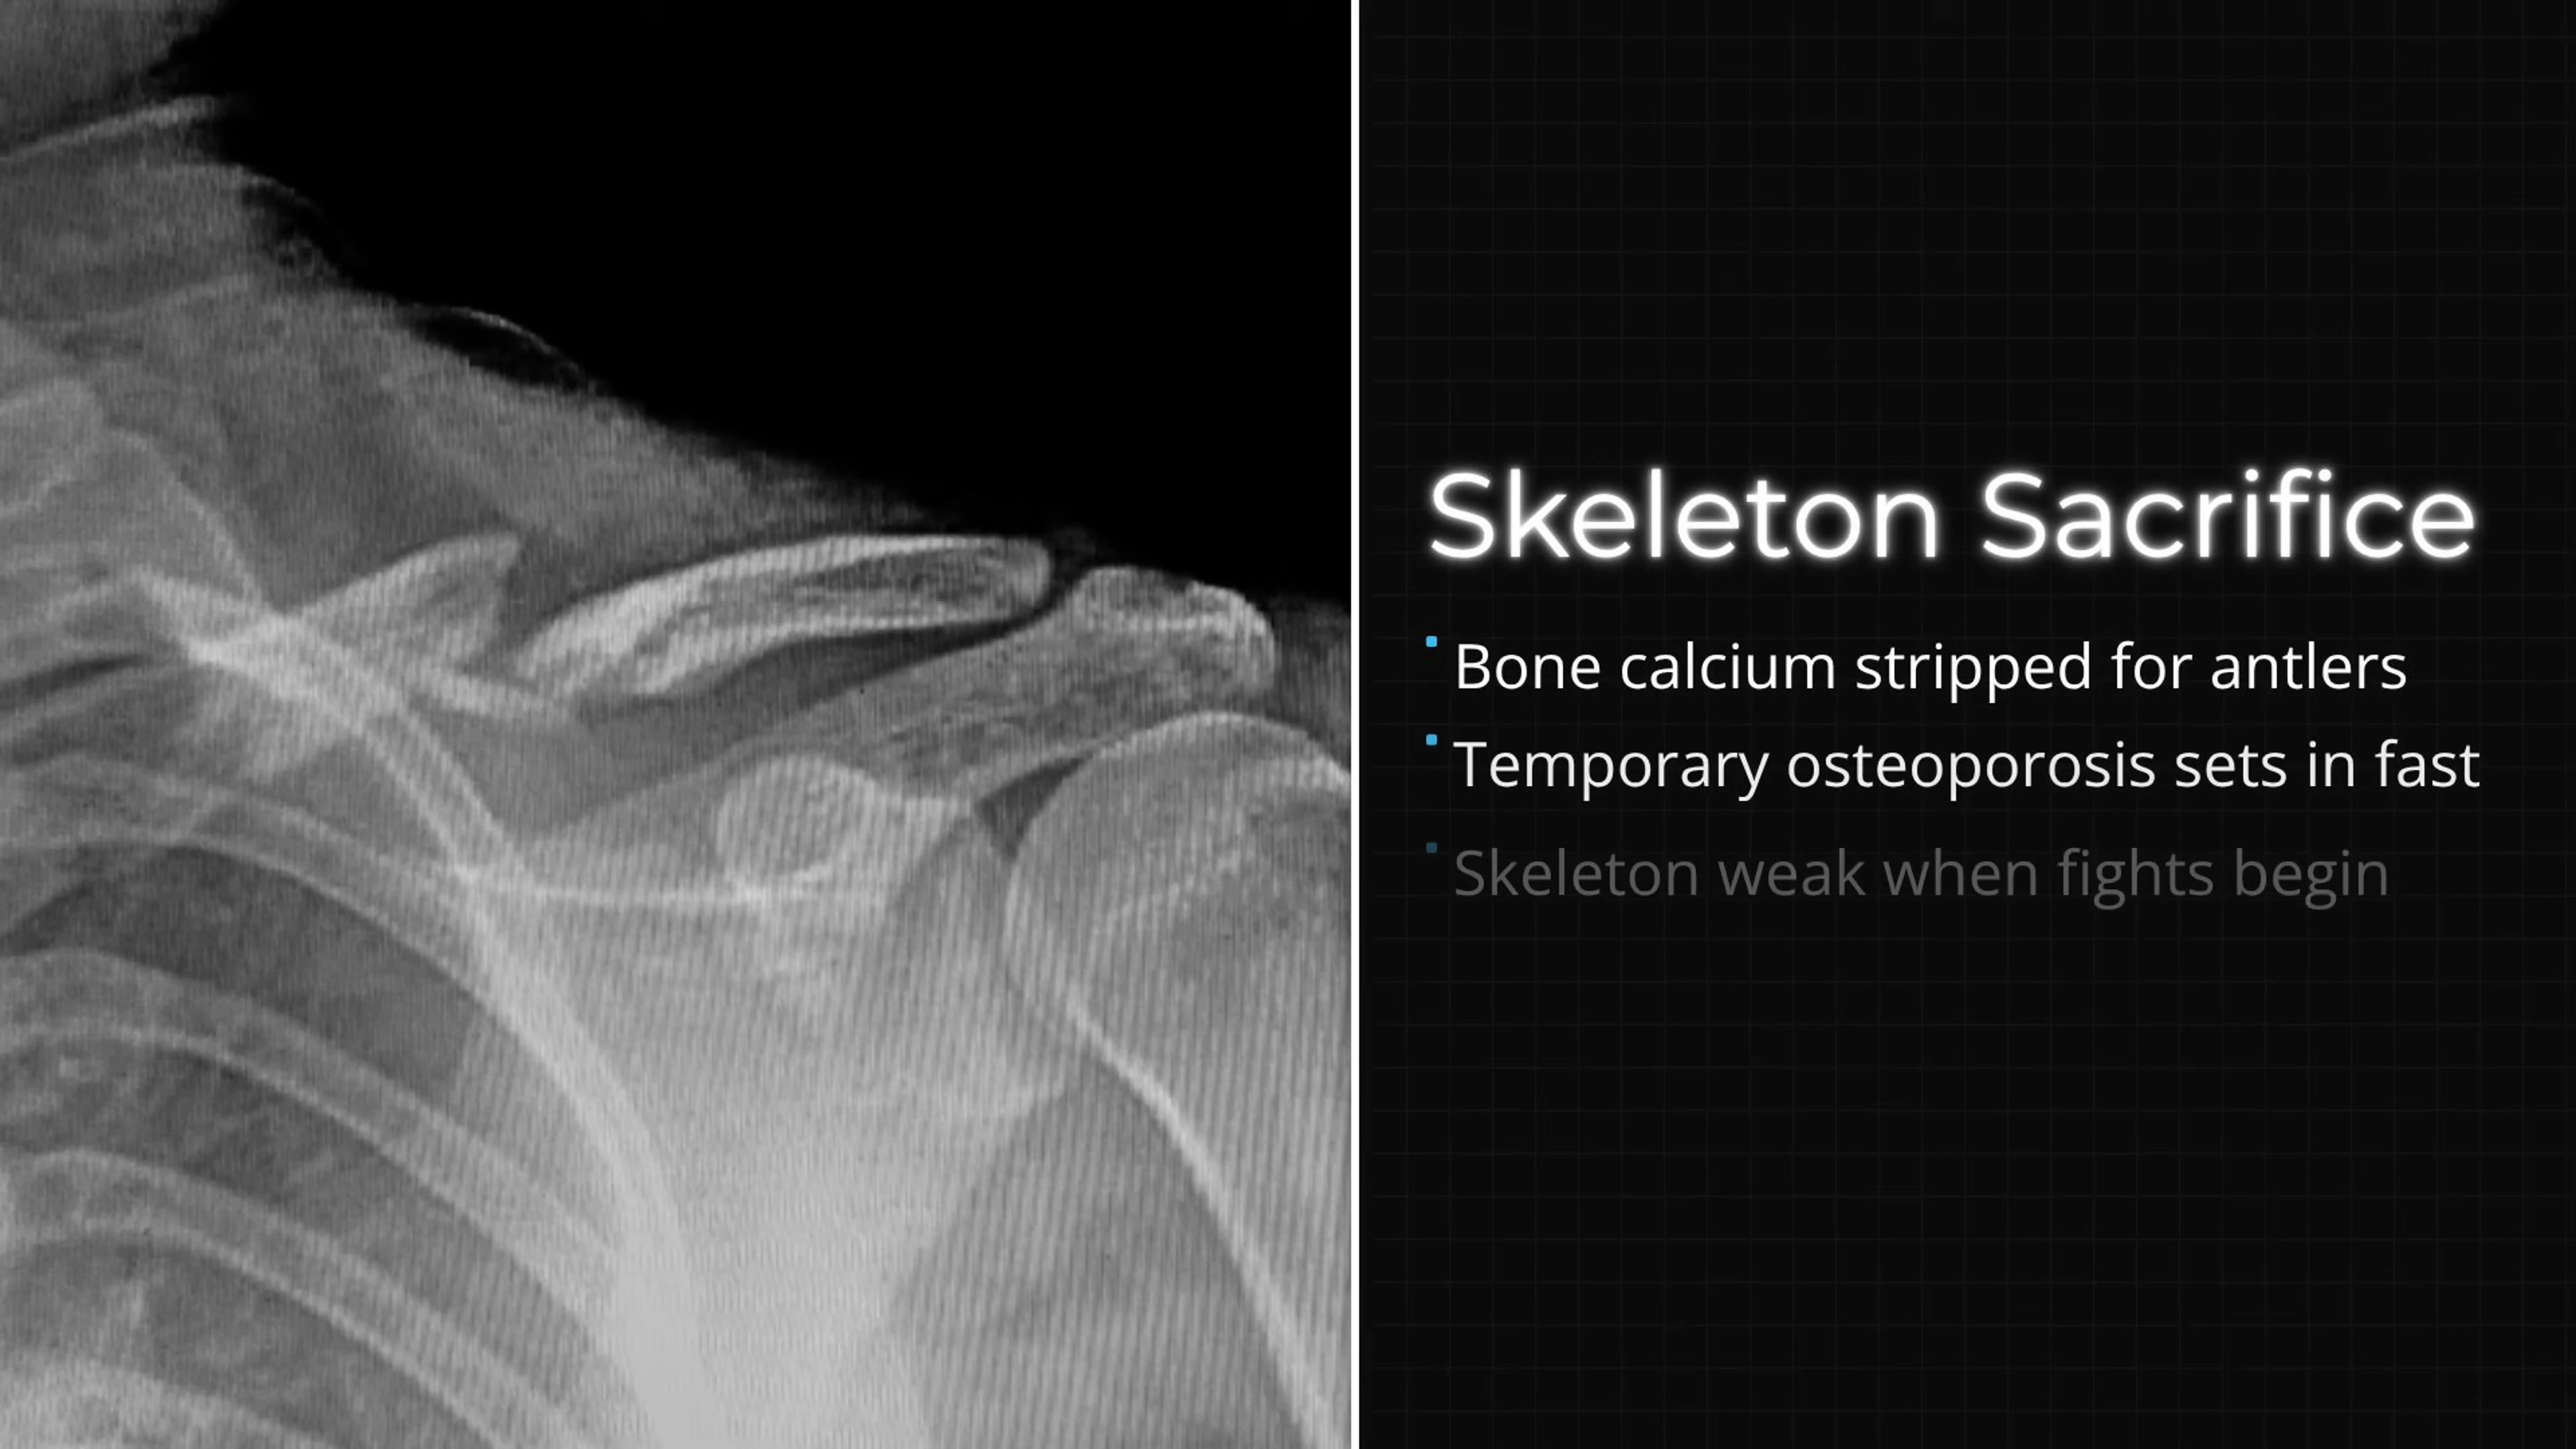 Skeleton Sacrifice
Bone calcium stripped for antlers
Temporary osteoporosis sets in fast
Skeleton weak when fights begin